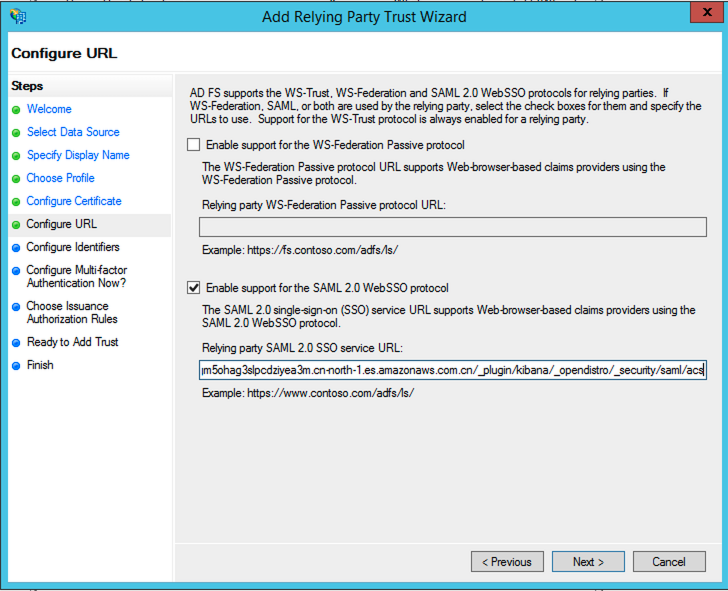 Add Relying Party Trust Wizard
x
Configure URL
Steps
Welcome
Select Data Source
Specify Display Name
Choose Profile
Configure Certificate
Configure URL
Configure Identifiers
Configure Multi-factor
Authentication Now?
Choose Issuance
Authorization Rules
Ready to Add Trust
Finish
AD FS supports the WS-Trust, WS-Federation and SAML 2.0 WebSSO protocols for relying parties. If
WS-Federation, SAML, or both are used by the relying party, select the check boxes for them and specify the
URLs to use. Support for the WS-Trust protocol is always enabled for a relying party.
Enable support for the WS-Federation Passive protocol
The WS-Federation Passive protocol URL supports Web-browser-based claims providers using the
WS-Federation Passive protocol.
Relying party WS-Federation Passive protocol URL:
Example: https://fs.contoso.com/adfs/ls/
Enable support for the SAML 2.0 WebSSO protocol
The SAML 2.0 single-sign-on (SSO) service URL supports Web-browser-based claims providers using the
SAML 2.0 WebSSO protocol.
Relying party SAML 2.0 SSO service URL:
m5ohag3slpcdziyea3m.cn-north-1.es.amazonaws.com.cn/_plugin/kibana/_opendistro/_security/saml/acs
Example: https://www.contoso.com/adfs/ls/
< Previous
Next >
Cancel